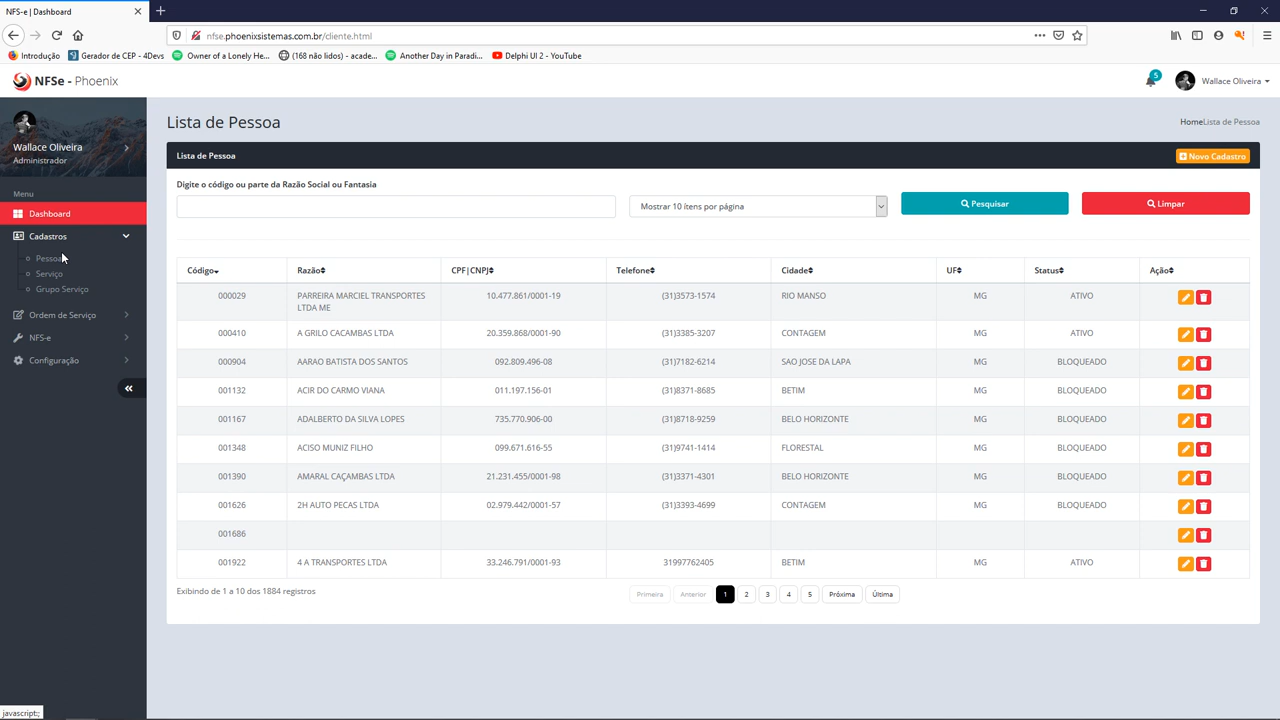 NFS-e | Dashboard
nfse.phoenixsistemas.com.br/cliente.html
Introdução
Gerador de CEP - 4Devs
Owner of a Lonely He...
(168 não lidos) - acade...
Another Day in Paradi...
Delphi UI 2 - YouTube
NFSe - Phoenix
5
Wallace Oliveira
Wallace Oliveira
Administrador
Menu
Dashboard
Cadastros
Pessoa
Serviço
Grupo Serviço
Ordem de Serviço
NFS-e
Configuração
Lista de Pessoa
HomeLista de Pessoa
Lista de Pessoa
Novo Cadastro
Digite o código ou parte da Razão Social ou Fantasia
Mostrar 10 ítens por página
Pesquisar
Limpar
Código Razão CPF|CNPJ Telefone Cidade UF Status Ação
000029 PARREIRA MARCIEL TRANSPORTES LTDA ME 10.477.861/0001-19 (31)3573-1574 RIO MANSO MG ATIVO
000410 A GRILO CACAMBAS LTDA 20.359.868/0001-90 (31)3385-3207 CONTAGEM MG ATIVO
000904 AARAO BATISTA DOS SANTOS 092.809.496-08 (31)7182-6214 SAO JOSE DA LAPA MG BLOQUEADO
001132 ACIR DO CARMO VIANA 011.197.156-01 (31)8371-8685 BETIM MG BLOQUEADO
001167 ADALBERTO DA SILVA LOPES 735.770.906-00 (31)8718-9259 BELO HORIZONTE MG BLOQUEADO
001348 ACISO MUNIZ FILHO 099.671.616-55 (31)9741-1414 FLORESTAL MG BLOQUEADO
001390 AMARAL CAÇAMBAS LTDA 21.231.455/0001-98 (31)3371-4301 BELO HORIZONTE MG BLOQUEADO
001626 2H AUTO PECAS LTDA 02.979.442/0001-57 (31)3393-4699 CONTAGEM MG BLOQUEADO
001686
001922 4 A TRANSPORTES LTDA 33.246.791/0001-93 31997762405 BETIM MG ATIVO
Exibindo de 1 a 10 dos 1884 registros
Primeira Anterior 1 2 3 4 5 Próxima Última
javascript:;